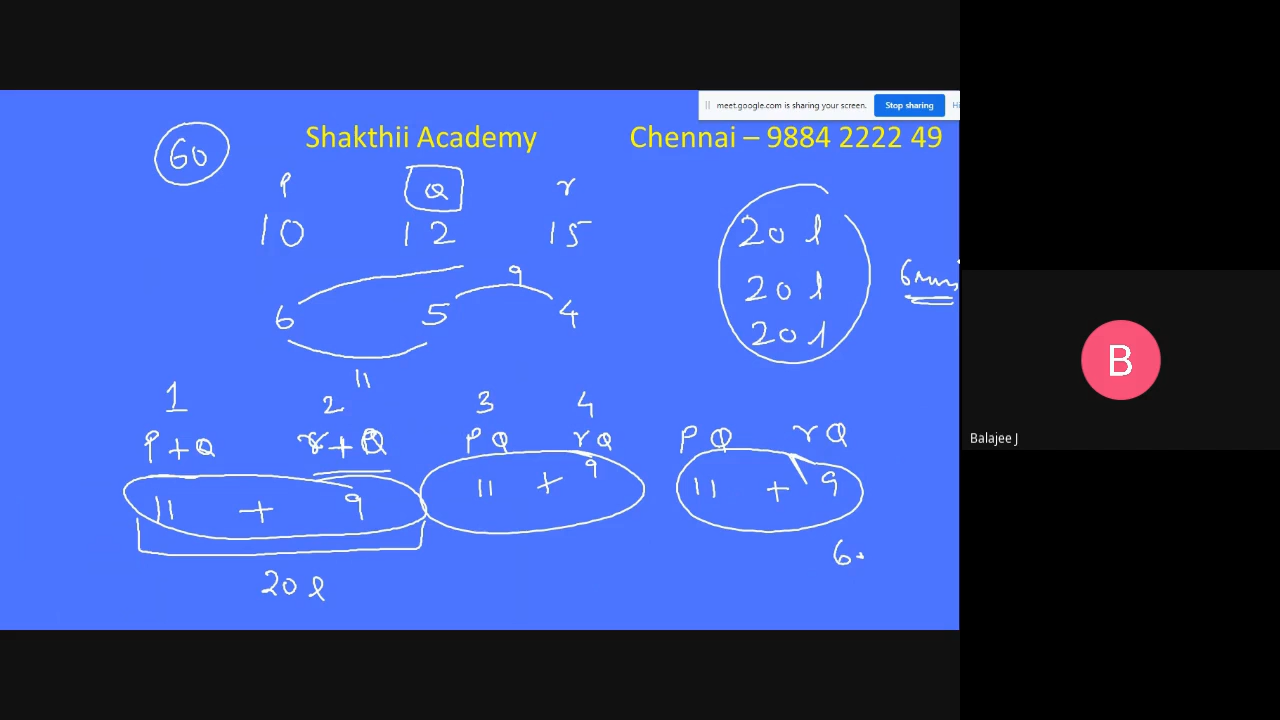 meet.google.com is sharing your screen. Stop sharing Hi
Shakthii Academy Chennai – 9884 2222 49
60
P Q r
10 12 15
20 l
9
20 l
6 5 4
20 l
11
1 2 3 4
P + Q r + Q P Q r Q P Q r Q
11 + 9 11 + 9 11 + 9
6
20 l
B
Balajee J